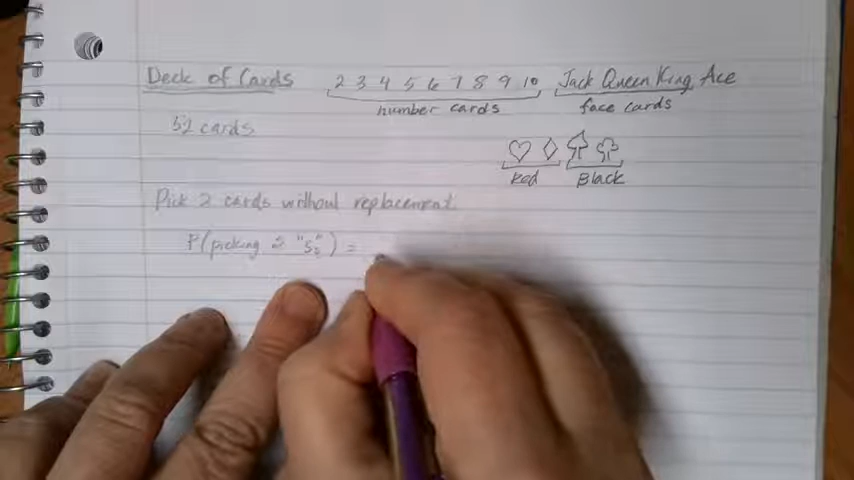 Deck of Cards 2 3 4 5 6 7 8 9 10 Jack Queen King Ace
number cards face cards
52 cards
Red Black
Pick 2 cards without replacement
P(picking 2 "5s") =